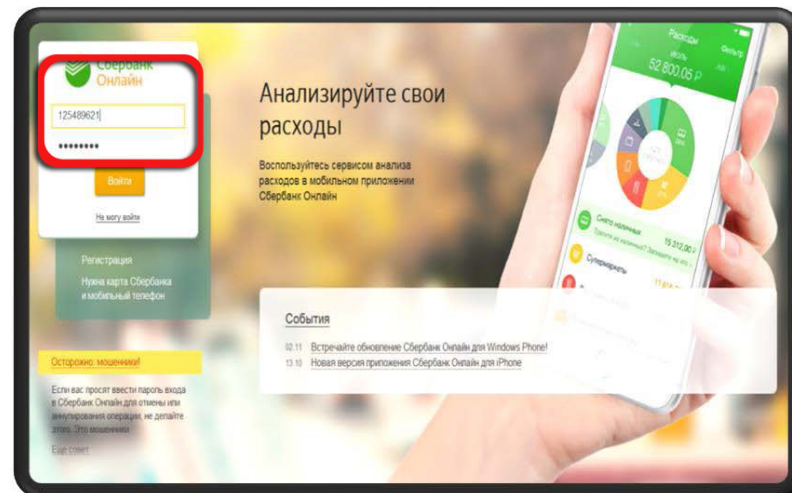 Сбербанк
Онлайн
125489621
••••••••
Войти
Не могу войти
Регистрация
Нужна карта Сбербанка
и мобильный телефон
Осторожно: мошенники!
Если вас просят ввести пароль входа
в Сбербанк Онлайн для отмены или
аннулирования операции, не делайте
этого. Это мошенники.
Еще совет
Анализируйте свои
расходы
Воспользуйтесь сервисом анализа
расходов в мобильном приложении
Сбербанк Онлайн
События
02.11 Встречайте обновление Сбербанк Онлайн для Windows Phone!
13.10 Новая версия приложения Сбербанк Онлайн для iPhone
Расходы
Фильтр
52 800.05 ₽
Снято наличных
15 312,00 ₽
Супермаркеты